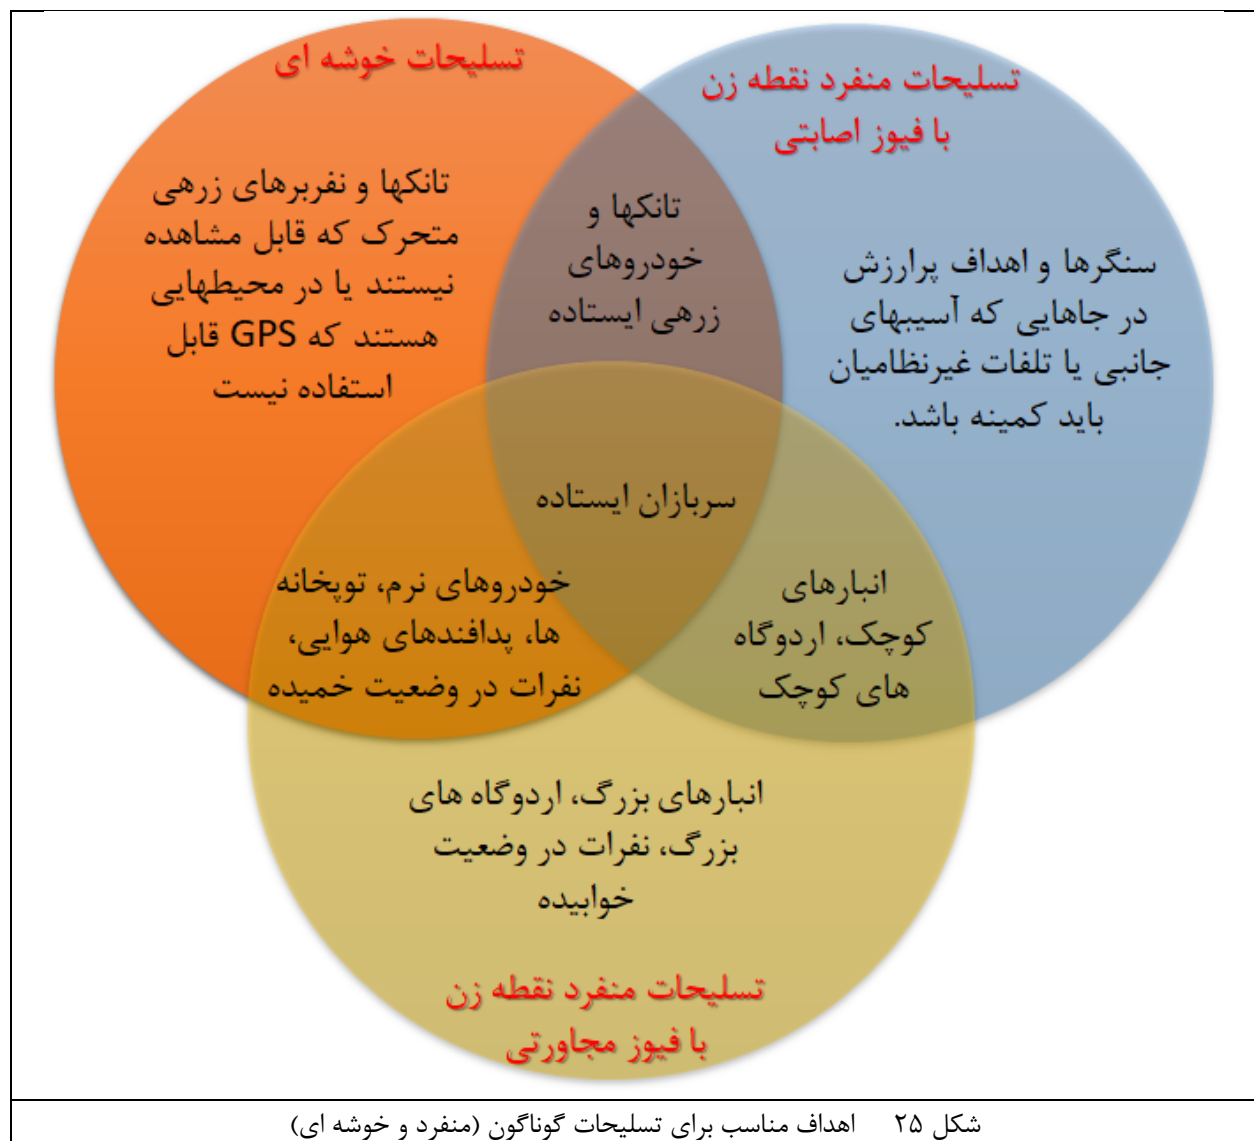 تسلیحات خوشه ای
تانکها و نفربرهای زرهی
متحرک که قابل مشاهده
نیستند یا در محیطهایی
هستند که GPS قابل
استفاده نیست
تسلیحات منفرد نقطه زن
با فیوز اصابتی
سنگرها و اهداف پرارزش
در جاهایی که آسیبهای
جانبی یا تلفات غیرنظامیان
باید کمینه باشد.
تانکها و
خودروهای
زرهی ایستاده
سربازان ایستاده
خودروهای نرم، توپخانه
ها، پدافندهای هوایی،
نفرات در وضعیت خمیده
انبارهای
کوچک، اردوگاه
های کوچک
انبارهای بزرگ، اردوگاه های
بزرگ، نفرات در وضعیت
خوابیده
تسلیحات منفرد نقطه زن
با فیوز مجاورتی
شکل ۲۵ اهداف مناسب برای تسلیحات گوناگون (منفرد و خوشه ای)